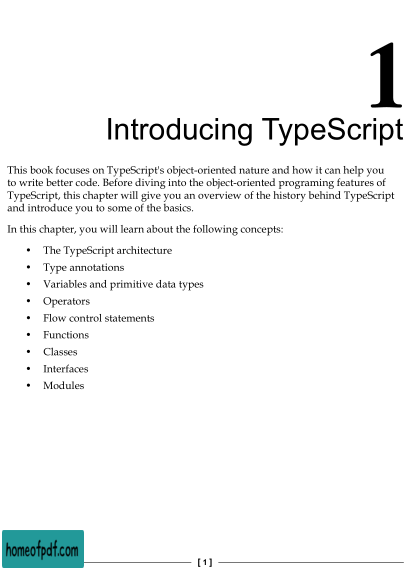 1
Introducing TypeScript
This book focuses on TypeScript's object-oriented nature and how it can help you
to write better code. Before diving into the object-oriented programing features of
TypeScript, this chapter will give you an overview of the history behind TypeScript
and introduce you to some of the basics.
In this chapter, you will learn about the following concepts:
• The TypeScript architecture
• Type annotations
• Variables and primitive data types
• Operators
• Flow control statements
• Functions
• Classes
• Interfaces
• Modules
homeofpdf.com
[ 1 ]